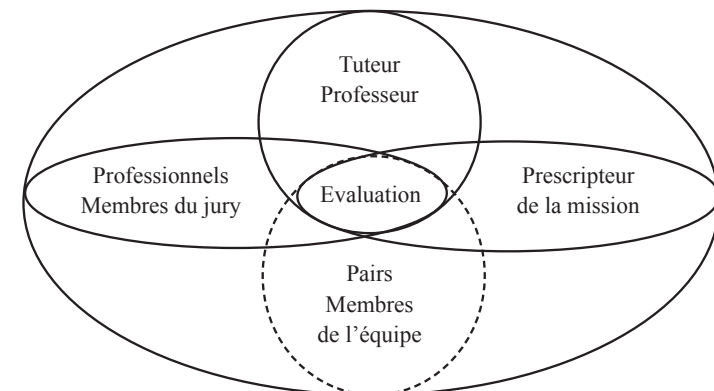 Tuteur
Professeur
Professionnels
Membres du jury
Evaluation
Prescripteur
de la mission
Pairs
Membres
de l’équipe